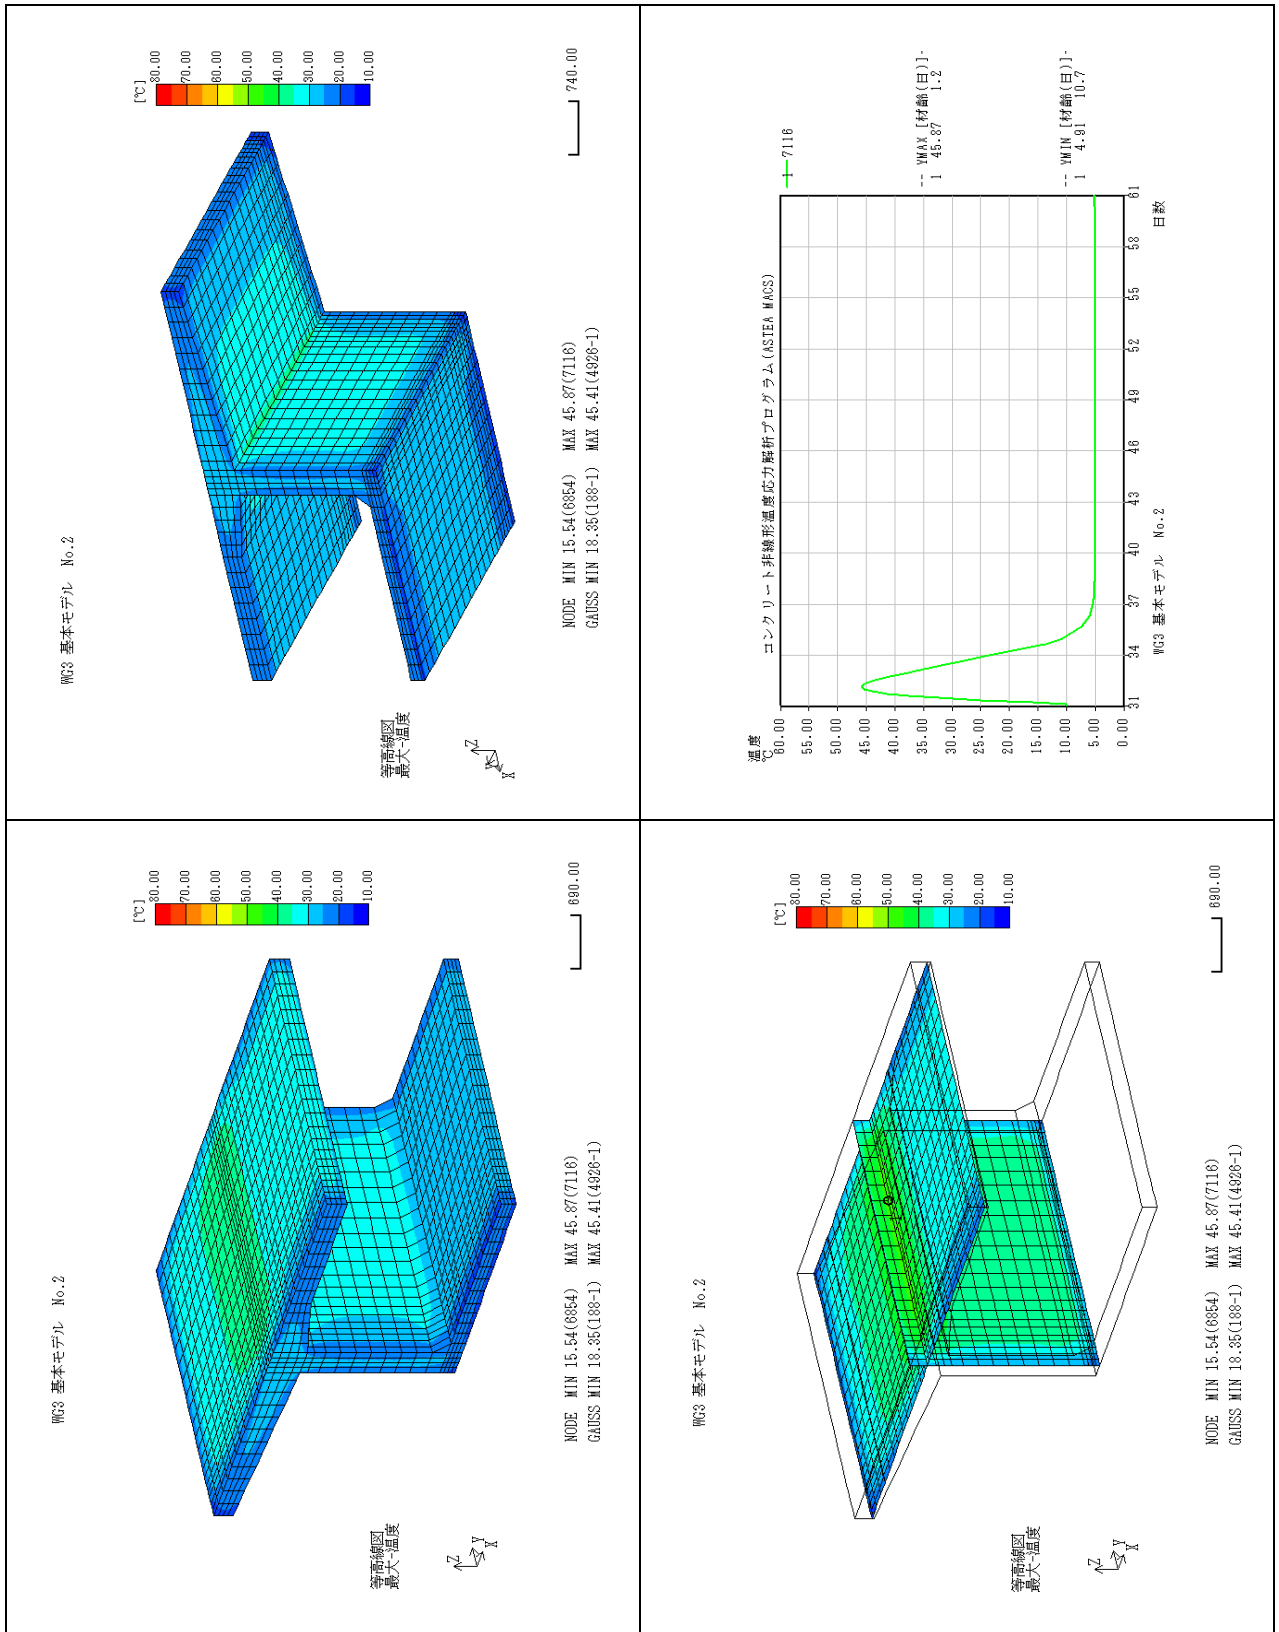 WG3 基本モデル No.2
[℃]
80.00
70.00
60.00
50.00
40.00
30.00
20.00
10.00
690.00
等高線図
最大-温度
Z
Y
X
NODE MIN 15.54(6854) MAX 45.87(7116)
GAUSS MIN 18.35(188-1) MAX 45.41(4926-1)
WG3 基本モデル No.2
[℃]
80.00
70.00
60.00
50.00
40.00
30.00
20.00
10.00
740.00
等高線図
最大-温度
Z
Y
X
NODE MIN 15.54(6854) MAX 45.87(7116)
GAUSS MIN 18.35(188-1) MAX 45.41(4926-1)
WG3 基本モデル No.2
[℃]
80.00
70.00
60.00
50.00
40.00
30.00
20.00
10.00
690.00
1
等高線図
最大-温度
Z
Y
X
NODE MIN 15.54(6854) MAX 45.87(7116)
GAUSS MIN 18.35(188-1) MAX 45.41(4926-1)
コンクリート非線形温度応力解析プログラム(ASTEA MACS)
温度
℃
60.00
55.00
50.00
45.00
40.00
35.00
30.00
25.00
20.00
15.00
10.00
5.00
0.00
31
34
37
40
43
46
49
52
55
58
61
日数
1 7116
-- YMAX [材齢(日)]-
1 45.87 1.2
-- YMIN [材齢(日)]-
1 4.91 10.7
WG3 基本モデル No.2